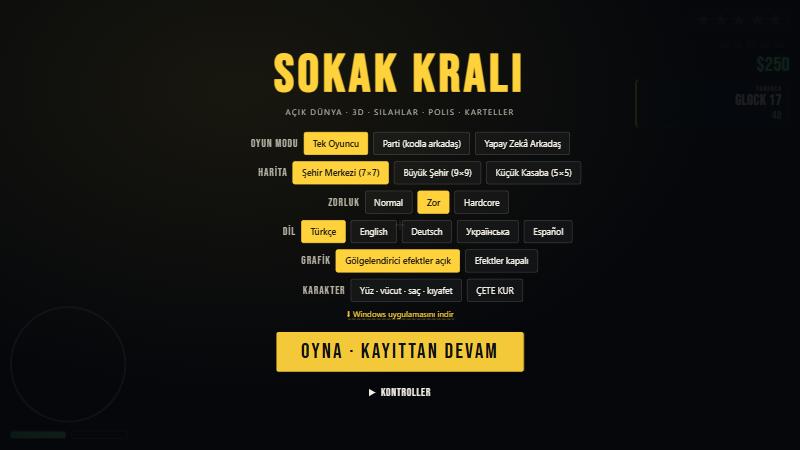 SOKAK KRALI
AÇIK DÜNYA · 3D · SILAHLAR · POLIS · KARTELLER
OYUN MODU Tek Oyuncu Parti (kodla arkadaş) Yapay Zekâ Arkadaş
HARİTA Şehir Merkezi (7×7) Büyük Şehir (9×9) Küçük Kasaba (5×5)
ZORLUK Normal Zor Hardcore
DİL Türkçe English Deutsch Українська Español
GRAFİK Gölgelendirici efektler açık Efektler kapalı
KARAKTER Yüz · vücut · saç · kıyafet ÇETE KUR
⬇ Windows uygulamasını indir
OYNA · KAYITTAN DEVAM
▶ KONTROLLER
$250
GLOCK 17